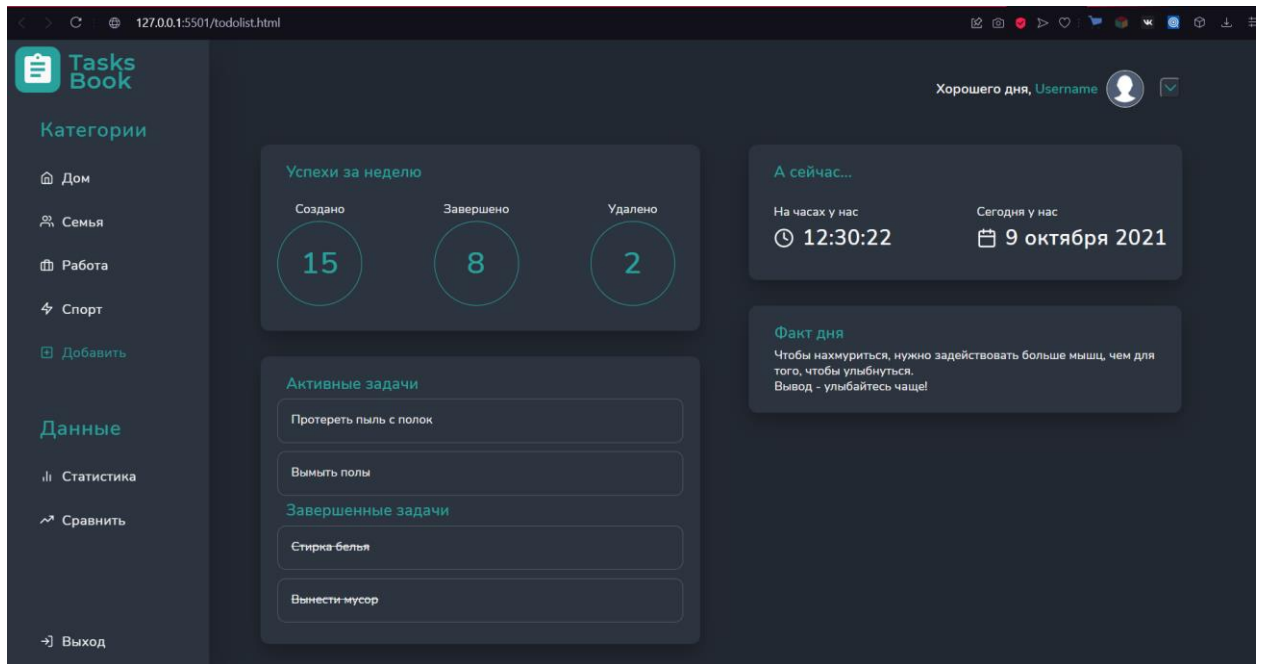 127.0.0.1:5501/todolist.html
Tasks
Book
Категории
Дом
Семья
Работа
Спорт
Добавить
Данные
Статистика
Сравнить
Выход
Хорошего дня, Username
Успехи за неделю
Создано
Завершено
Удалено
15
8
2
Активные задачи
Протереть пыль с полок
Вымыть полы
Завершенные задачи
Стирка белья
Вынести мусор
А сейчас...
На часах у нас
Сегодня у нас
12:30:22
9 октября 2021
Факт дня
Чтобы нахмуриться, нужно задействовать больше мышц, чем для
того, чтобы улыбнуться.
Вывод - улыбайтесь чаще!